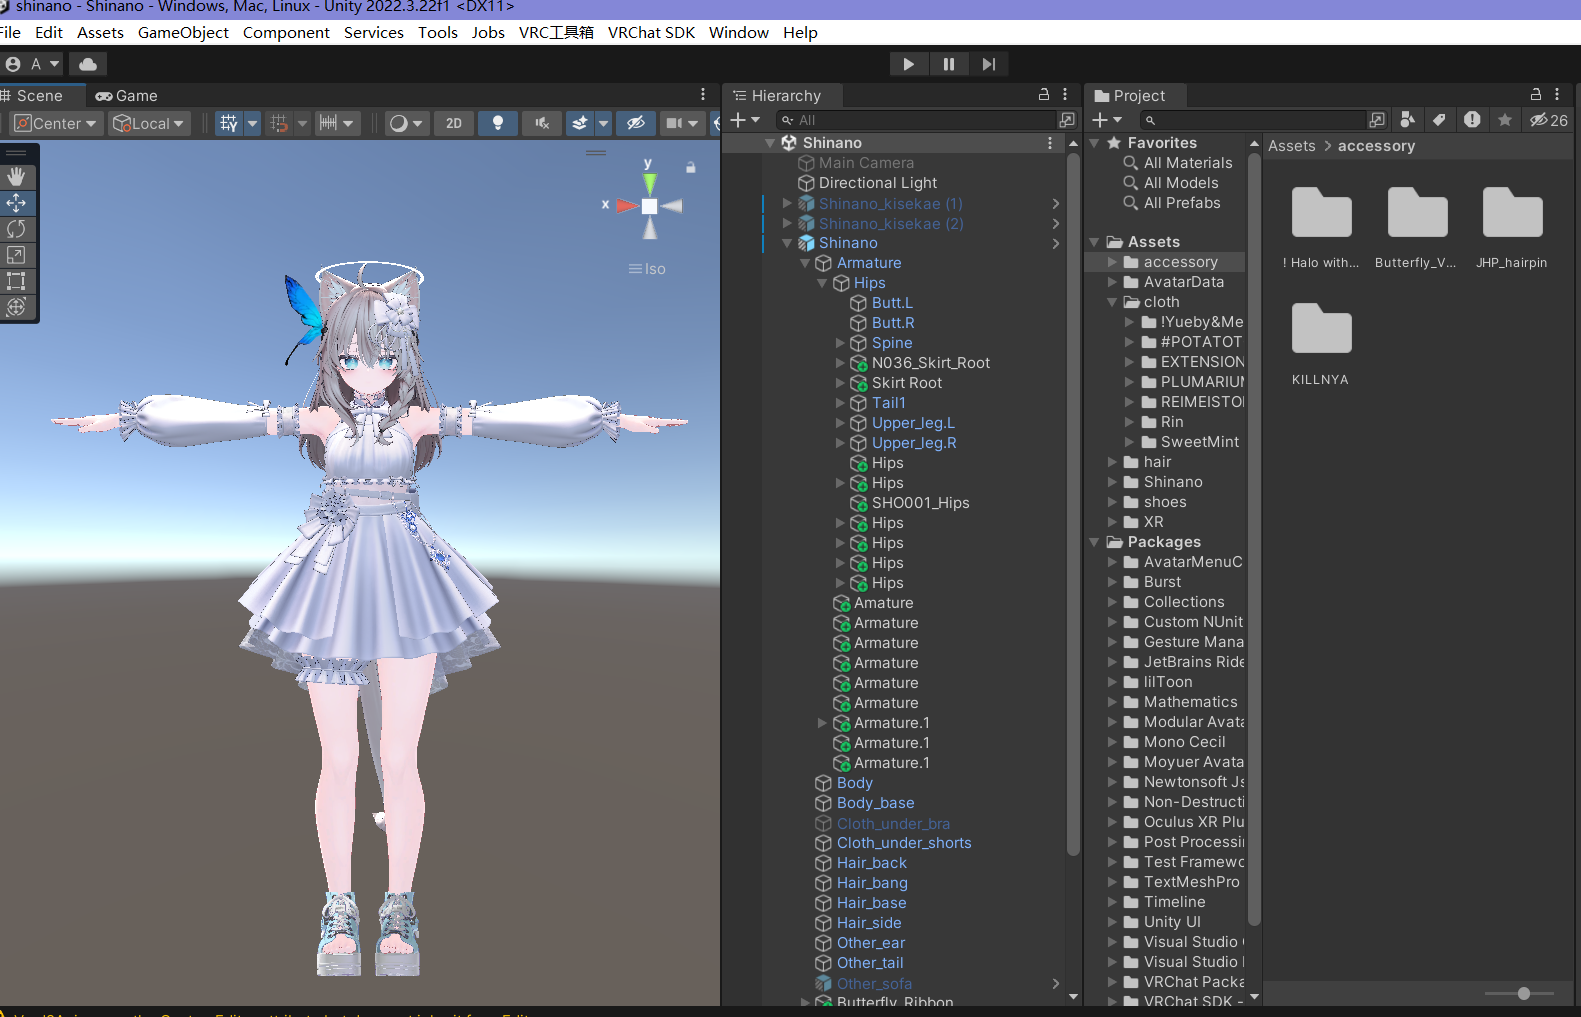 shinano - Shinano - Windows, Mac, Linux - Unity 2022.3.22f1 <DX11>
File Edit Assets GameObject Component Services Tools Jobs VRC工具箱 VRChat SDK Window Help
A
Scene
Game
Center
Local
2D
y
x
Iso
Hierarchy
All
Shinano
Main Camera
Directional Light
Shinano_kisekae (1)
Shinano_kisekae (2)
Shinano
Armature
Hips
Butt.L
Butt.R
Spine
N036_Skirt_Root
Skirt Root
Tail1
Upper_leg.L
Upper_leg.R
Hips
Hips
SHO001_Hips
Hips
Hips
Hips
Hips
Amature
Armature
Armature
Armature
Armature
Armature
Armature.1
Armature.1
Armature.1
Body
Body_base
Cloth_under_bra
Cloth_under_shorts
Hair_back
Hair_bang
Hair_base
Hair_side
Other_ear
Other_tail
Other_sofa
Butterfly_Ribbon
Project
26
Favorites
All Materials
All Models
All Prefabs
Assets
accessory
AvatarData
cloth
!Yueby&Me
#POTATOT
EXTENSION
PLUMARIUM
REIMEISTO
Rin
SweetMint
hair
Shinano
shoes
XR
Packages
AvatarMenuC
Burst
Collections
Custom NUnit
Gesture Mana
JetBrains Ride
lilToon
Mathematics
Modular Avata
Mono Cecil
Moyuer Avata
Newtonsoft Js
Non-Destructi
Oculus XR Plu
Post Processi
Test Framewo
TextMeshPro
Timeline
Unity UI
Visual Studio
Visual Studio
VRChat Packa
VRChat SDK -
Assets > accessory
! Halo with...
Butterfly_V...
JHP_hairpin
KILLNYA